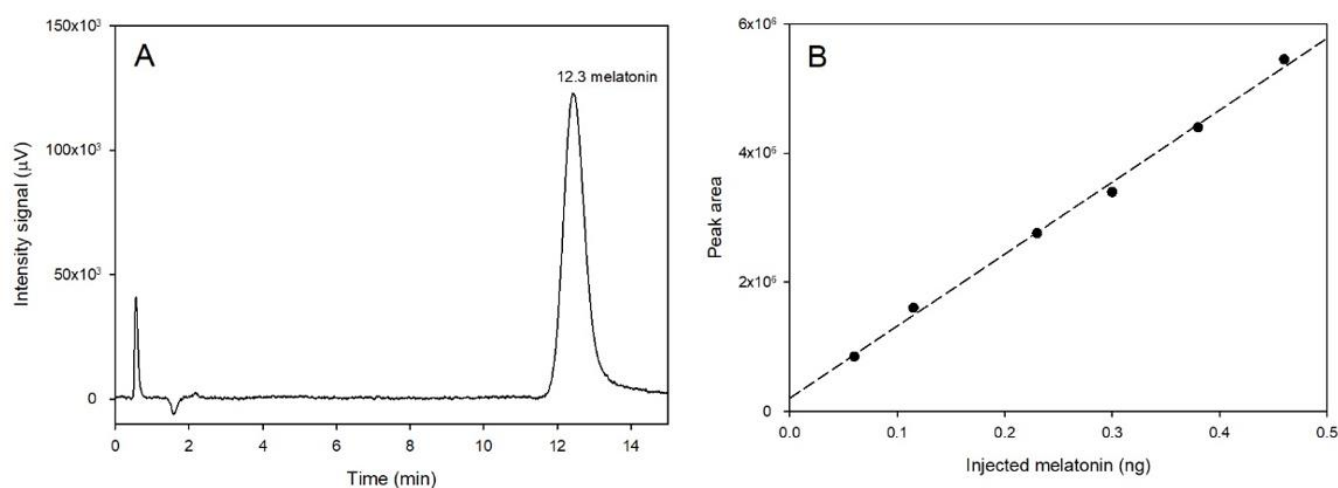 A
150x10³
100x10³
50x10³
0
Intensity signal (µV)
12.3 melatonin
0 2 4 6 8 10 12 14
Time (min)
B
6x10⁶
4x10⁶
2x10⁶
0
Peak area
0.0 0.1 0.2 0.3 0.4 0.5
Injected melatonin (ng)